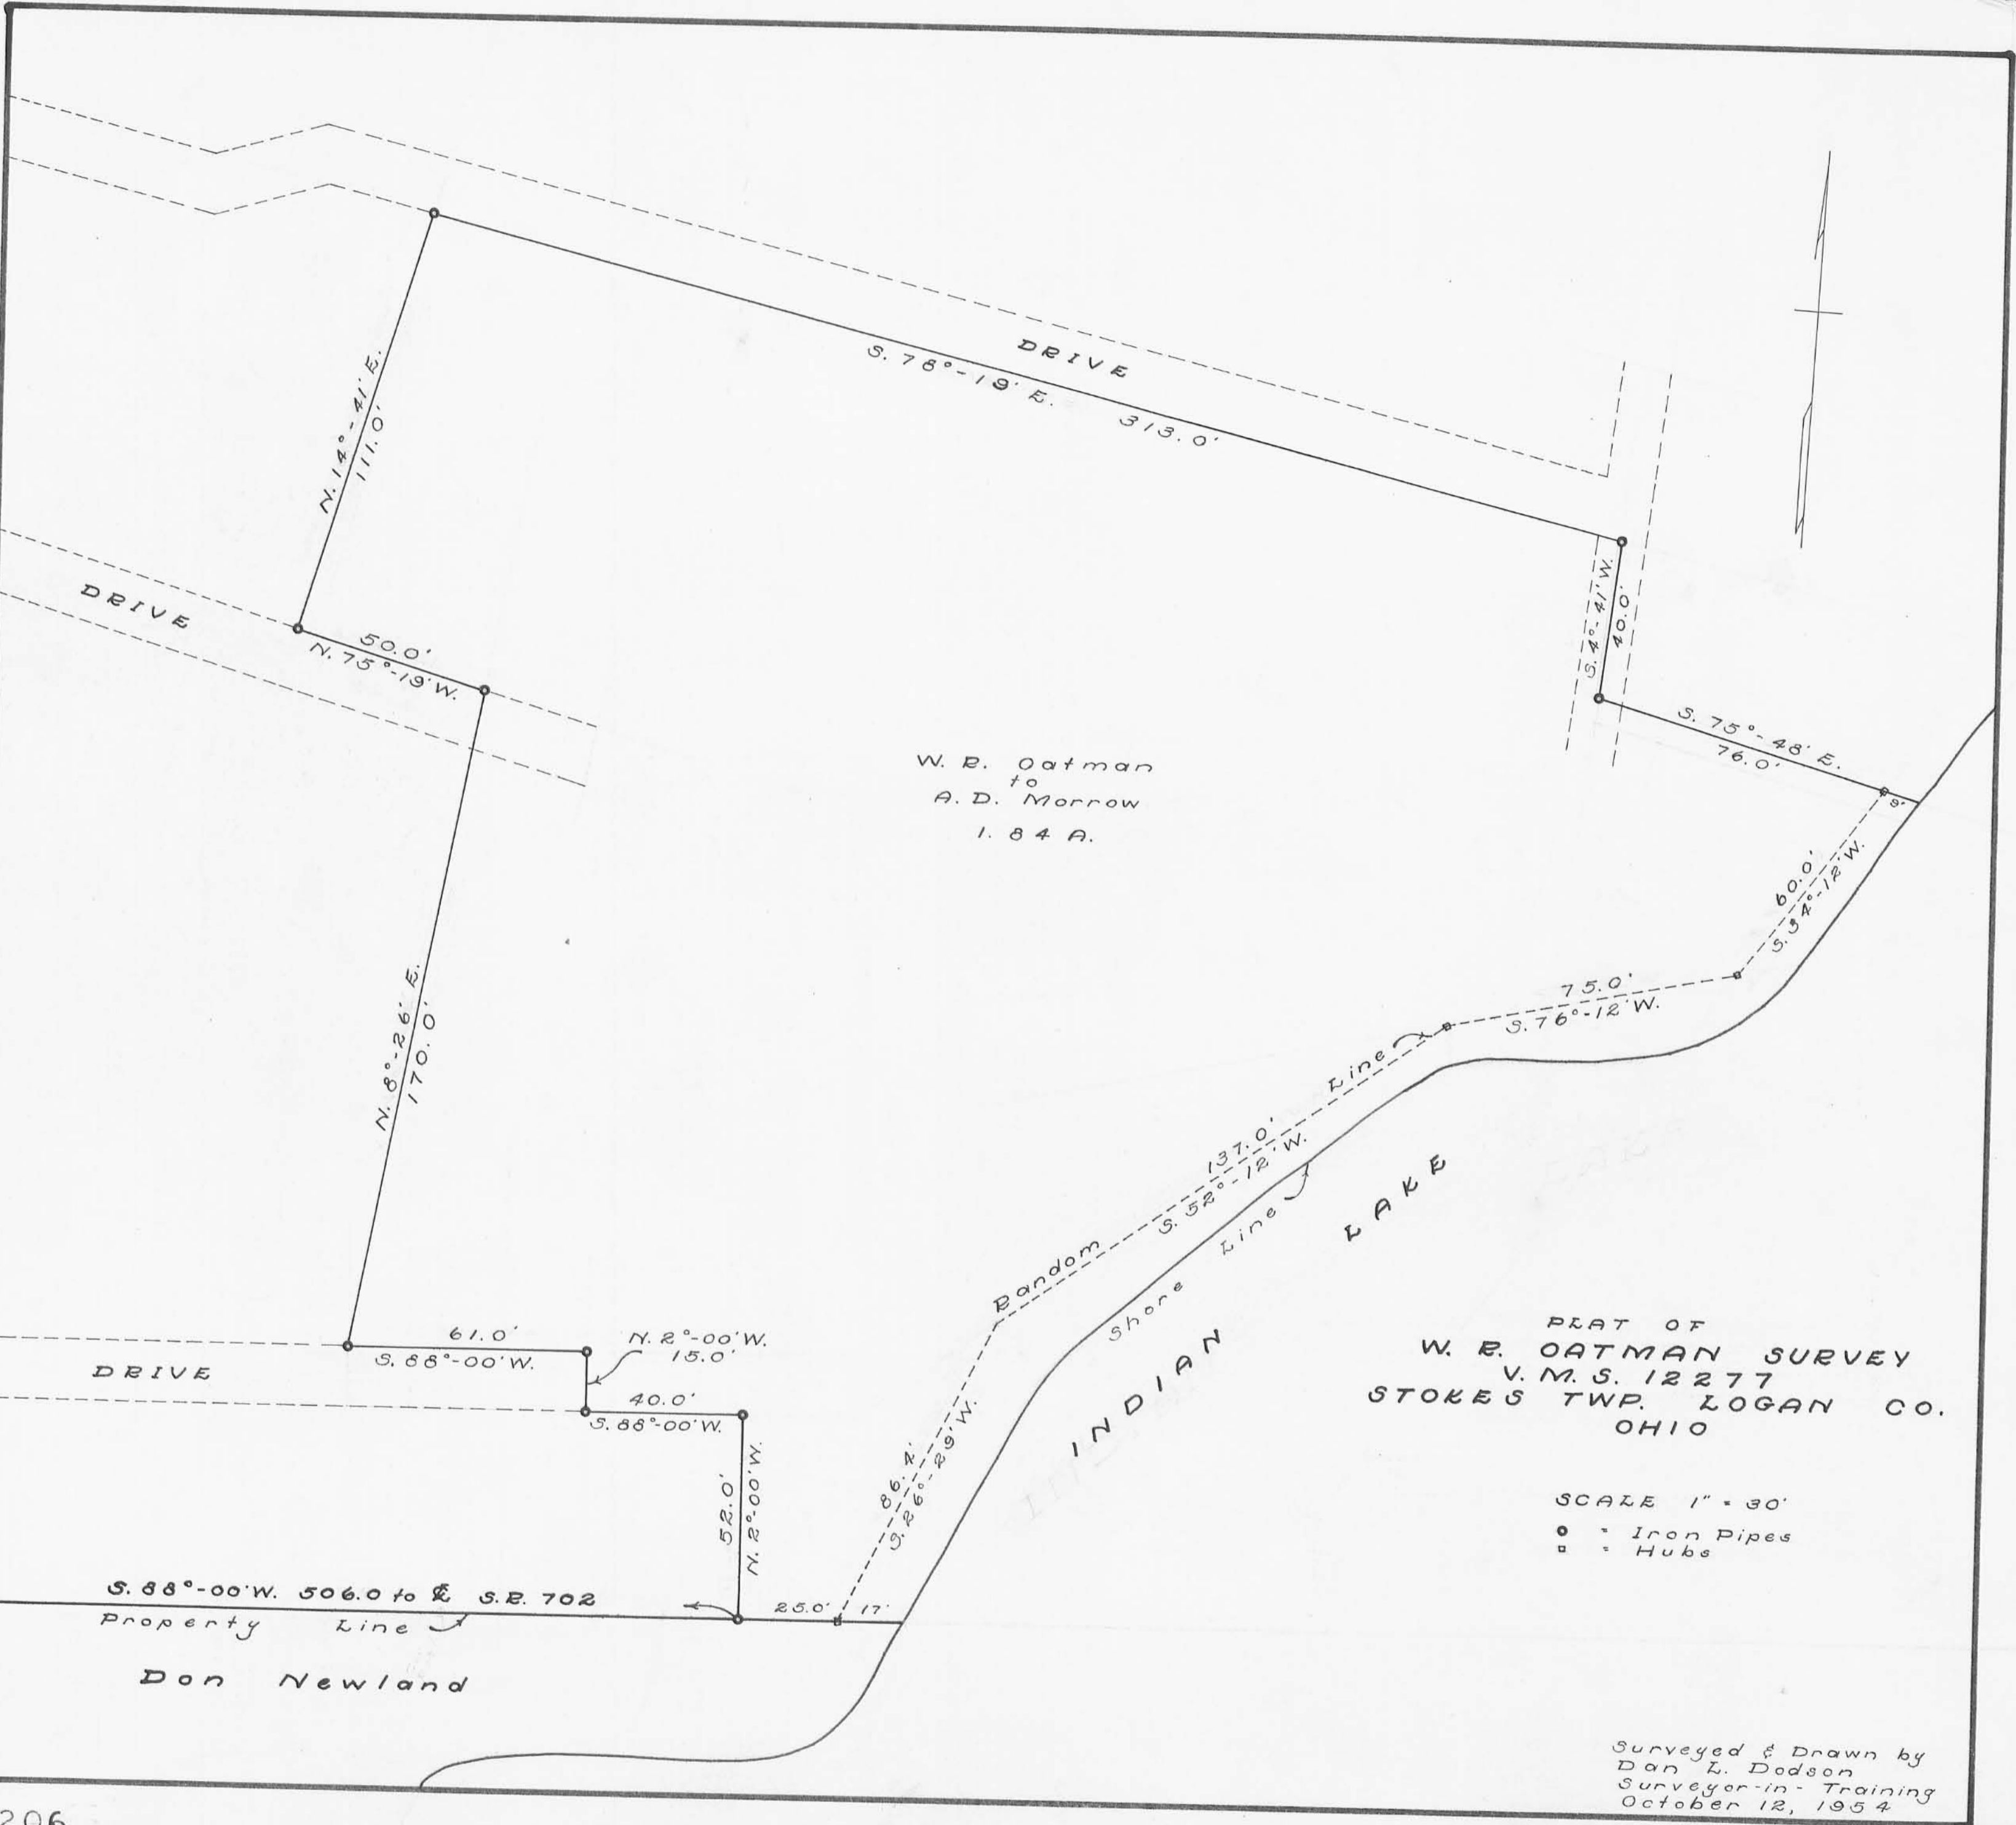 DRIVE
S. 78°-19' E. 313.0'
N. 14°-41' E.
111.0'
S. 4°-41' W.
40.0'
DRIVE
50.0'
N. 75°-19' W.
S. 75°-48' E.
76.0'
9'
W. R. Oatman
to
A. D. Morrow
1.84 A.
60.0'
S. 34°-12' W.
75.0'
S. 76°-12' W.
N. 8°-26' E.
170.0'
Random Line
137.0'
S. 52°-12' W.
Shore Line
INDIAN LAKE
61.0'
S. 88°-00' W.
N. 2°-00' W.
15.0'
DRIVE
40.0'
S. 88°-00' W.
52.0'
N. 2°-00' W.
86.4'
S. 26°-29' W.
PLAT OF
W. R. OATMAN SURVEY
V. M. S. 12277
STOKES TWP. LOGAN CO.
OHIO
SCALE 1" = 30'
= Iron Pipes
= Hubs
S. 88°-00' W. 506.0 to ℄ S.R. 702
25.0' 17'
Property Line
Don Newland
Surveyed & Drawn by
Dan L. Dodson
Surveyor-in-Training
October 12, 1954
206